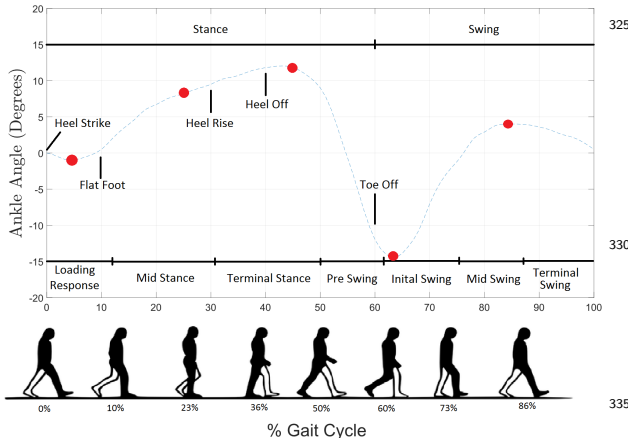 20
325
Stance
Swing
15
10
5
0
-5
-10
-15
-20
Ankle Angle (Degrees)
Heel Strike
Flat Foot
Heel Rise
Heel Off
Toe Off
330
Loading
Response
Mid Stance
Terminal Stance
Pre Swing
Inital Swing
Mid Swing
Terminal
Swing
0 10 20 30 40 50 60 70 80 90 100
0% 10% 23% 36% 50% 60% 73% 86%
335
% Gait Cycle